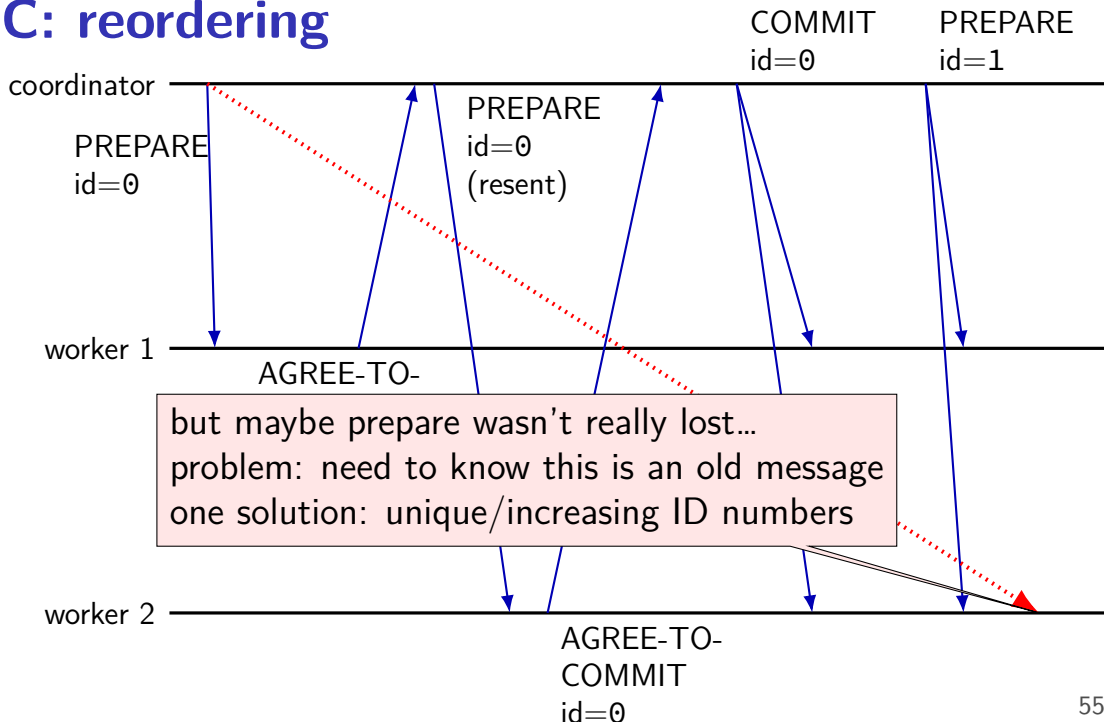 C: reordering
COMMIT
id=0
PREPARE
id=1
coordinator
PREPARE
id=0
PREPARE
id=0
(resent)
worker 1
AGREE-TO-
but maybe prepare wasn't really lost…
problem: need to know this is an old message
one solution: unique/increasing ID numbers
worker 2
AGREE-TO-
COMMIT
id=0
55